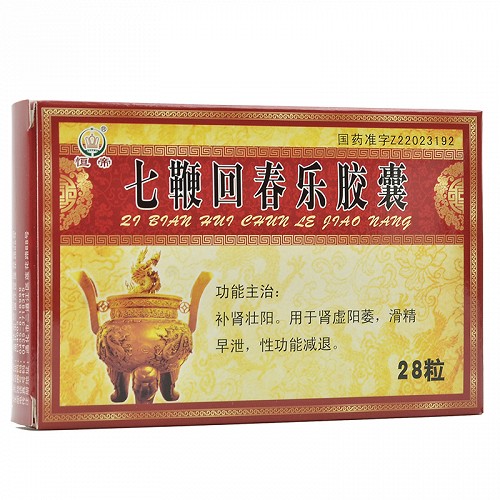 恒帝
®
国药准字Z22023192
七鞭回春乐胶囊
QI BIAN HUI CHUN LE JIAO NANG
功能主治:
补肾壮阳。用于肾虚阳萎,滑精
早泄,性功能减退。
28粒